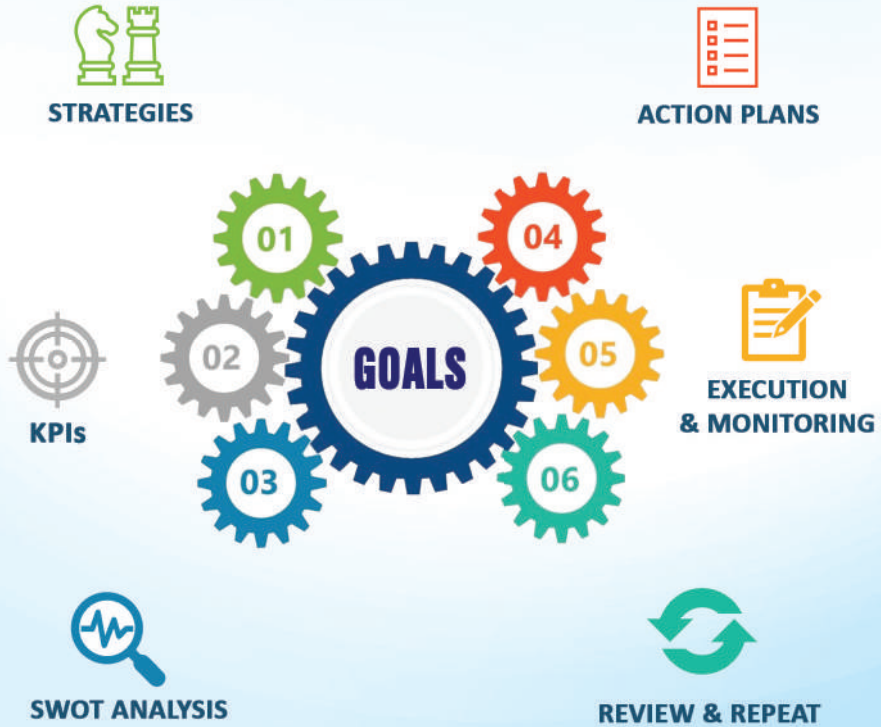 STRATEGIES
ACTION PLANS
01
04
GOALS
02
05
KPIs
EXECUTION
& MONITORING
03
06
SWOT ANALYSIS
REVIEW & REPEAT